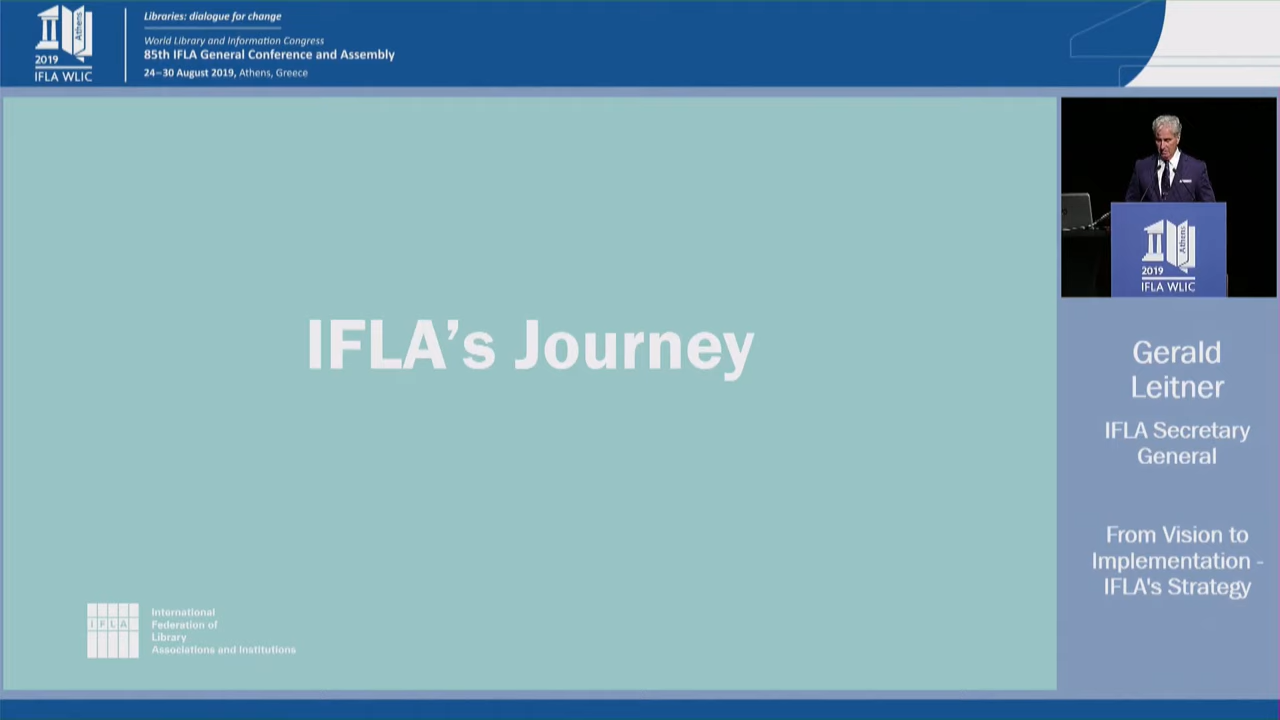 Libraries: dialogue for change
World Library and Information Congress
85th IFLA General Conference and Assembly
24–30 August 2019, Athens, Greece
Athens
2019
IFLA WLIC
IFLA's Journey
IFLA
International
Federation of
Library
Associations and Institutions
Athens
2019
IFLA WLIC
Gerald
Leitner
IFLA Secretary
General
From Vision to
Implementation -
IFLA's Strategy